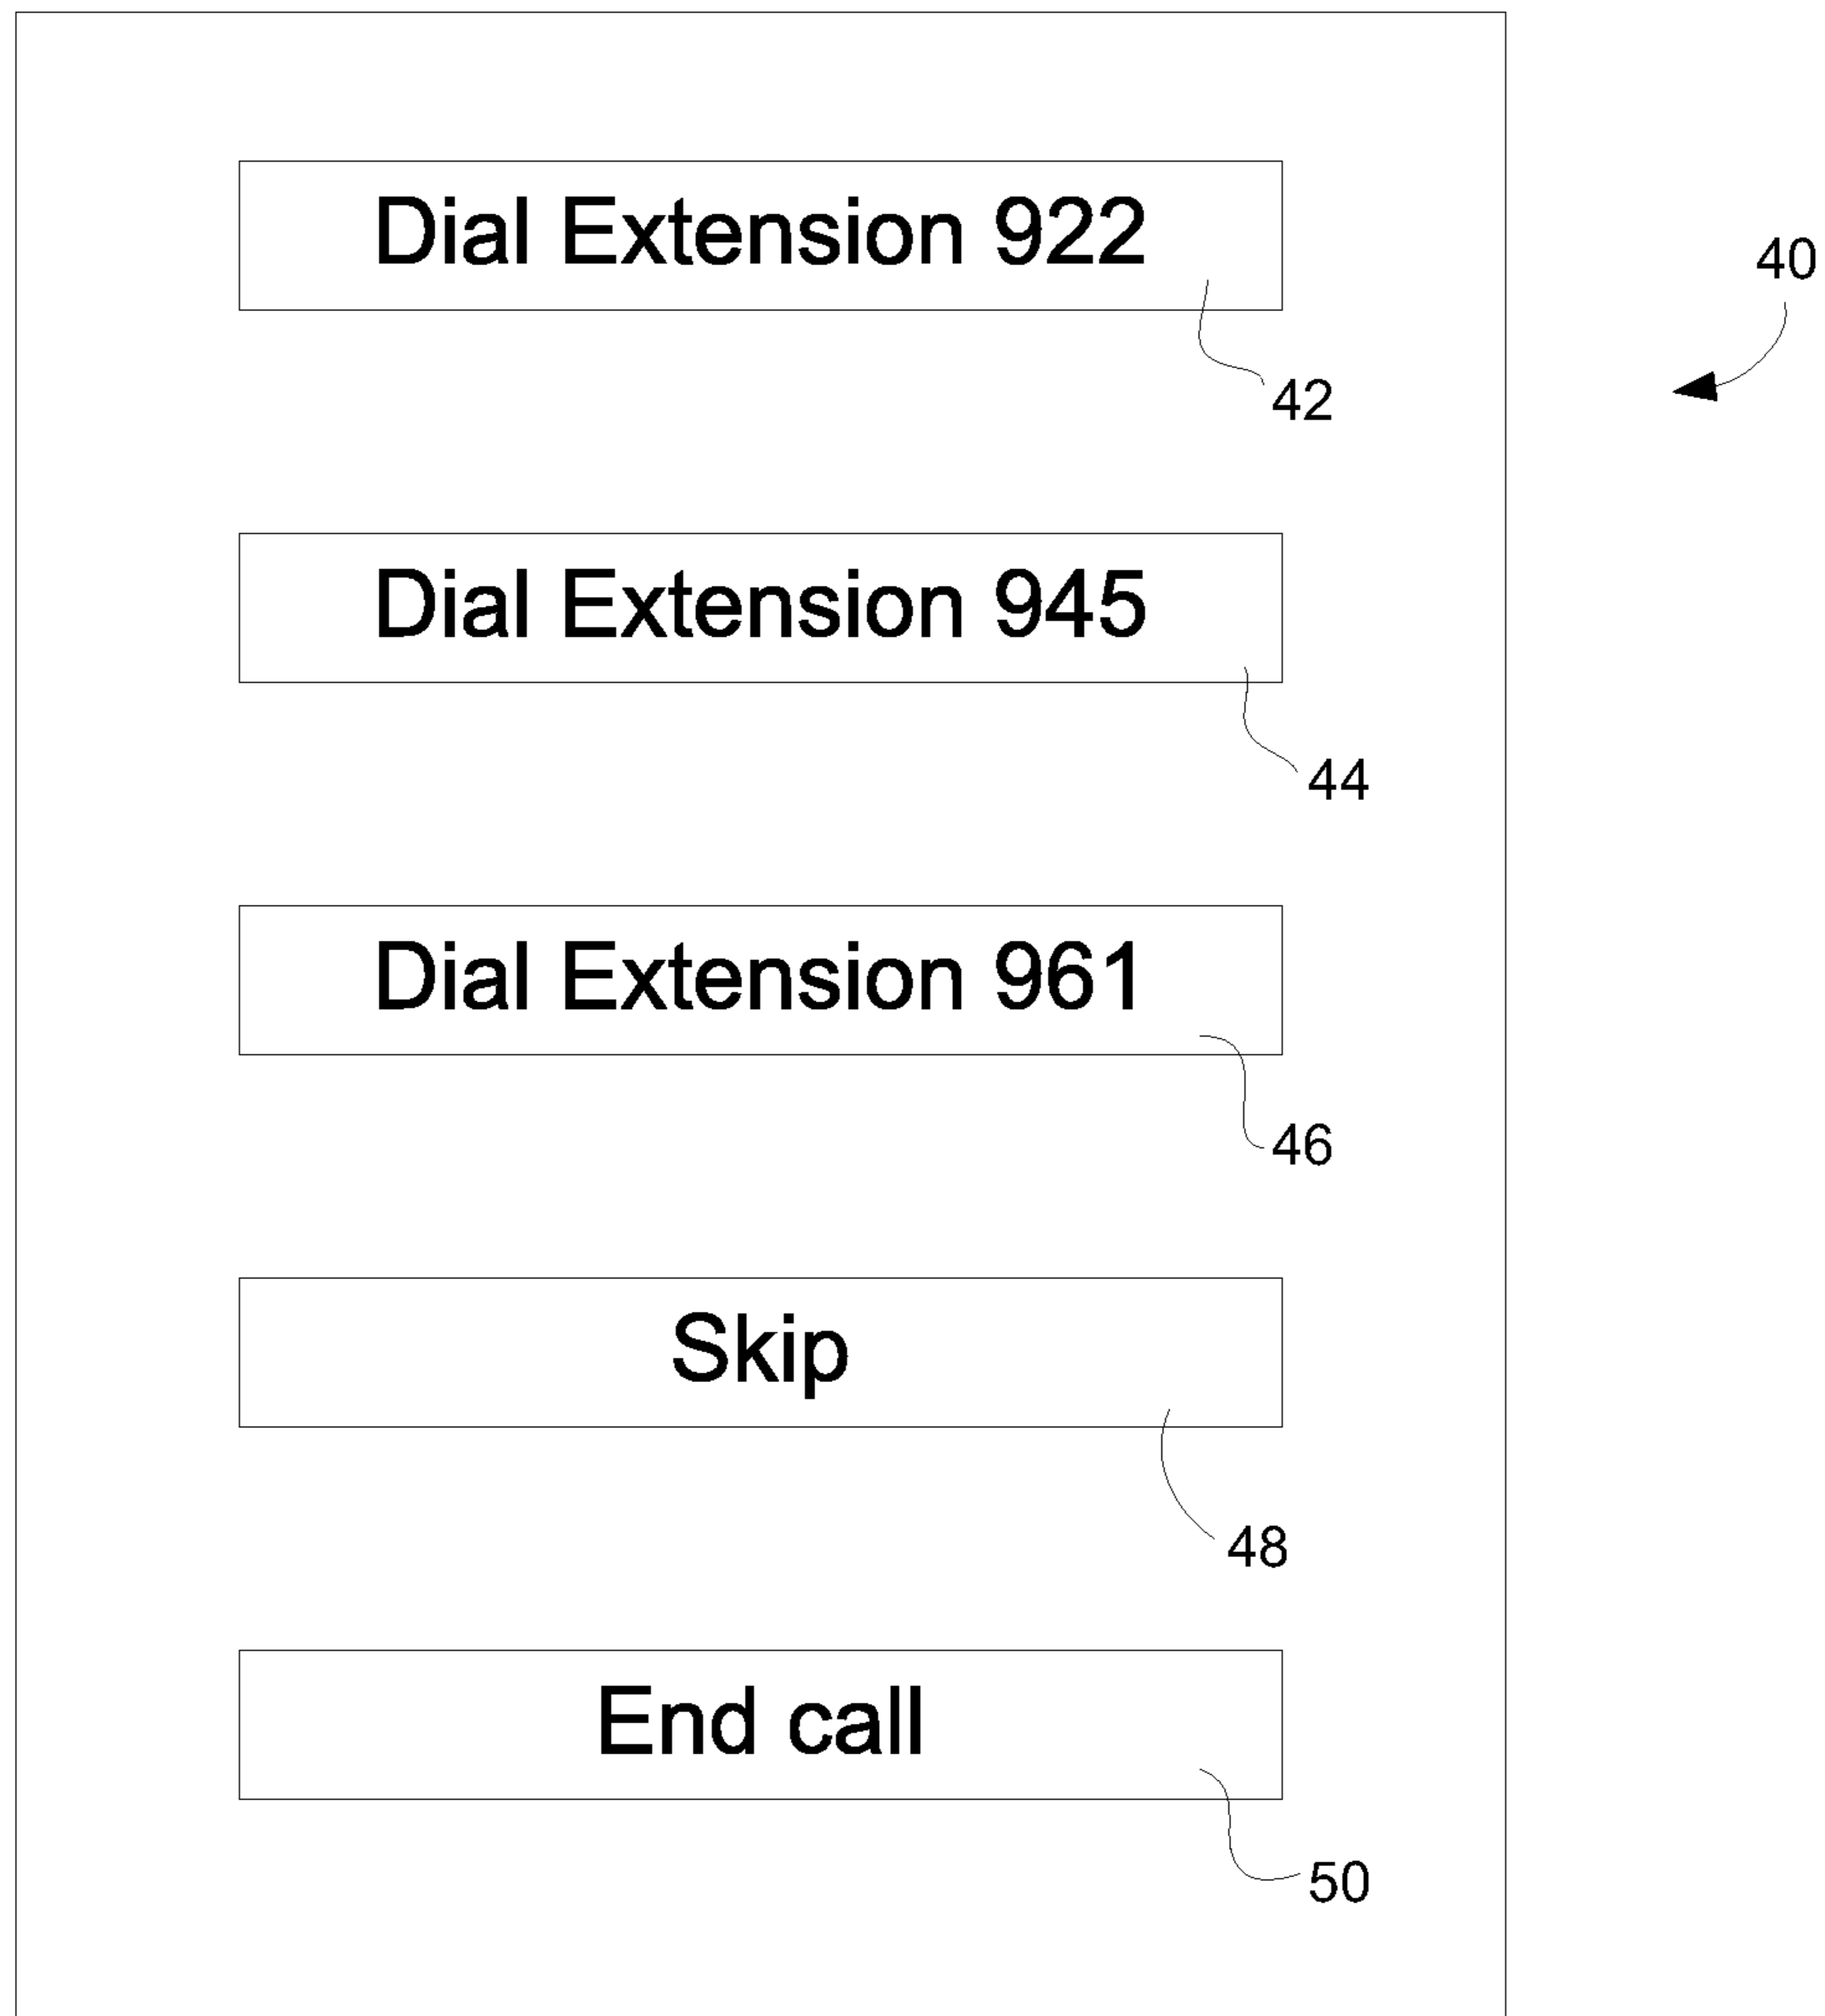 Dial Extension 922
40
42
Dial Extension 945
44
Dial Extension 961
46
Skip
48
End call
50